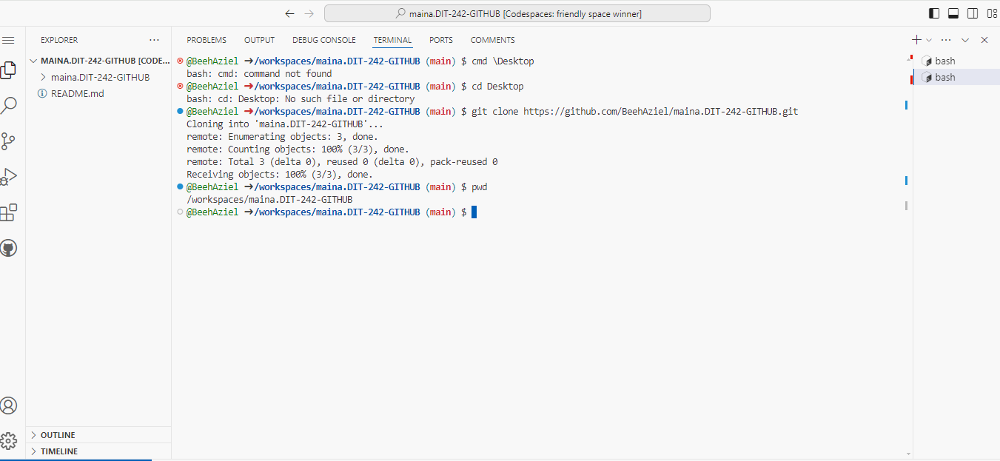 maina.DIT-242-GITHUB [Codespaces: friendly space winner]
EXPLORER
MAINA.DIT-242-GITHUB [CODE...
maina.DIT-242-GITHUB
README.md
OUTLINE
TIMELINE
PROBLEMS OUTPUT DEBUG CONSOLE TERMINAL PORTS COMMENTS
@BeehAziel ➜/workspaces/maina.DIT-242-GITHUB (main) $ cmd \Desktop
bash: cmd: command not found
@BeehAziel ➜/workspaces/maina.DIT-242-GITHUB (main) $ cd Desktop
bash: cd: Desktop: No such file or directory
@BeehAziel ➜/workspaces/maina.DIT-242-GITHUB (main) $ git clone https://github.com/BeehAziel/maina.DIT-242-GITHUB.git
Cloning into 'maina.DIT-242-GITHUB'...
remote: Enumerating objects: 3, done.
remote: Counting objects: 100% (3/3), done.
remote: Total 3 (delta 0), reused 0 (delta 0), pack-reused 0
Receiving objects: 100% (3/3), done.
@BeehAziel ➜/workspaces/maina.DIT-242-GITHUB (main) $ pwd
/workspaces/maina.DIT-242-GITHUB
@BeehAziel ➜/workspaces/maina.DIT-242-GITHUB (main) $
bash
bash